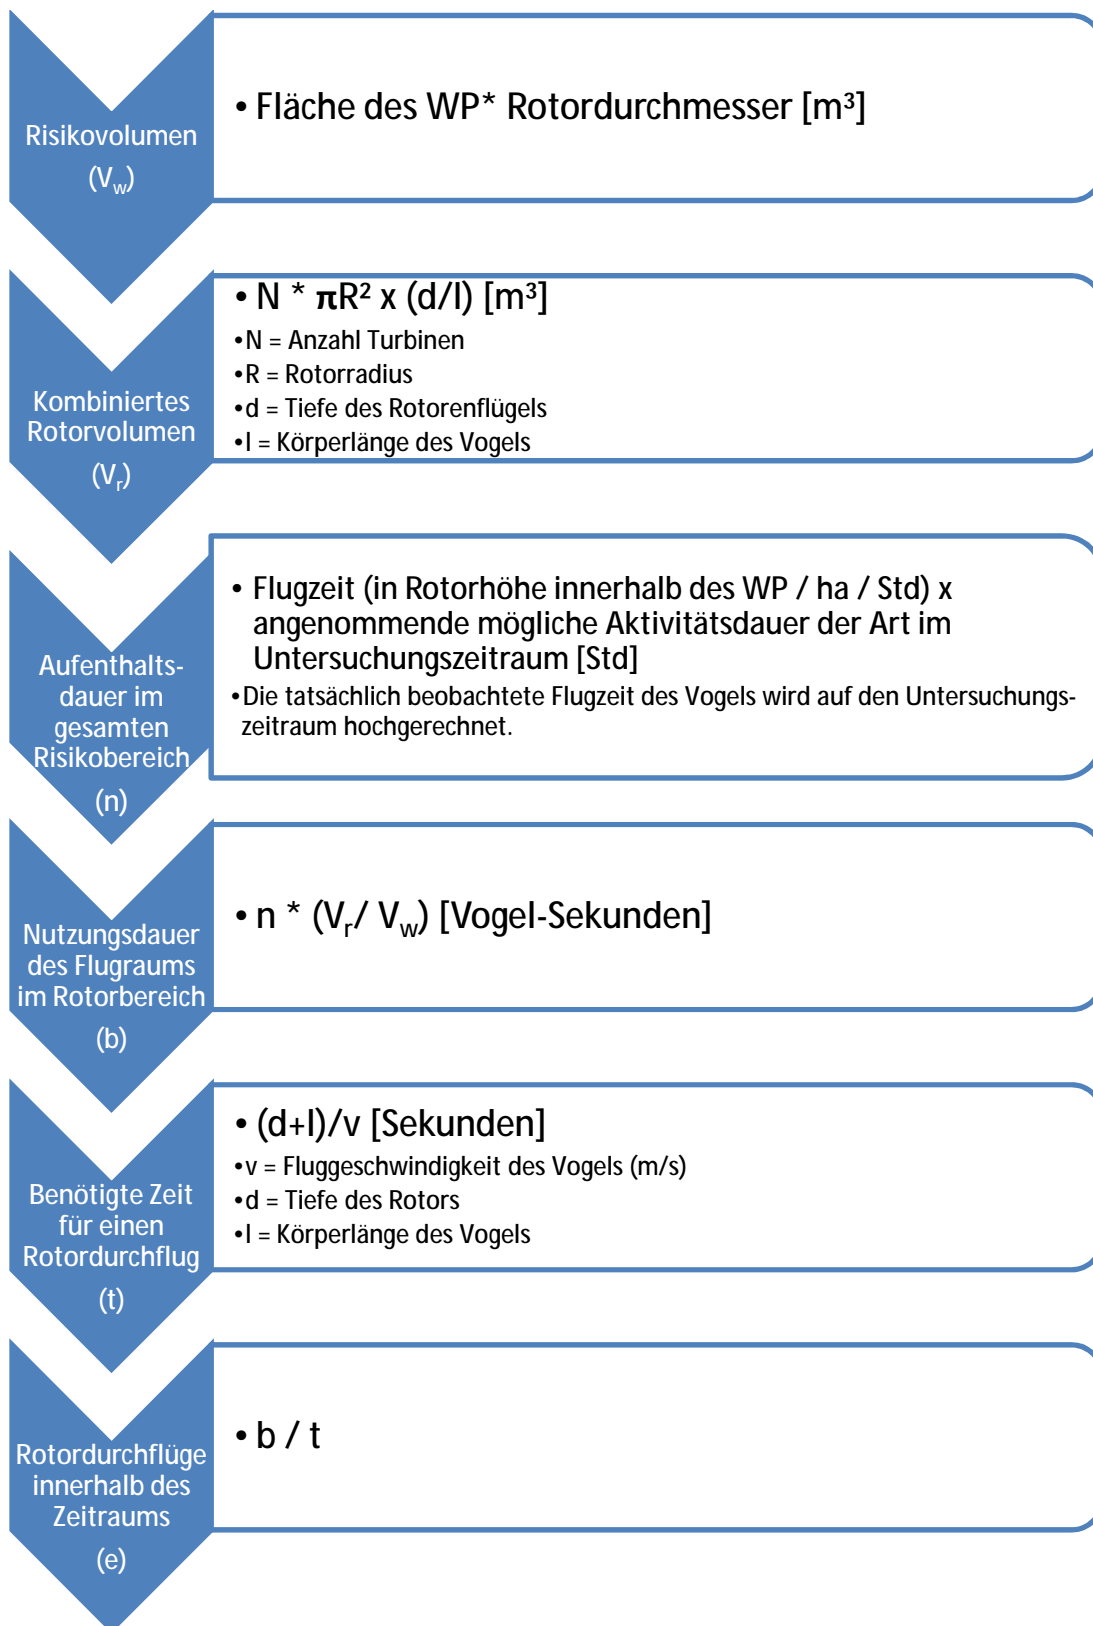 Risikovolumen
(Vw)
• Fläche des WP* Rotordurchmesser [m³]
Kombiniertes
Rotorvolumen
(Vr)
• N * πR² x (d/l) [m³]
•N = Anzahl Turbinen
•R = Rotorradius
•d = Tiefe des Rotorenflügels
•l = Körperlänge des Vogels
Aufenthalts-
dauer im
gesamten
Risikobereich
(n)
• Flugzeit (in Rotorhöhe innerhalb des WP / ha / Std) x
angenommende mögliche Aktivitätsdauer der Art im
Untersuchungszeitraum [Std]
•Die tatsächlich beobachtete Flugzeit des Vogels wird auf den Untersuchungs-
zeitraum hochgerechnet.
Nutzungsdauer
des Flugraums
im Rotorbereich
(b)
• n * (Vr/ Vw) [Vogel-Sekunden]
Benötigte Zeit
für einen
Rotordurchflug
(t)
• (d+l)/v [Sekunden]
•v = Fluggeschwindigkeit des Vogels (m/s)
•d = Tiefe des Rotors
•l = Körperlänge des Vogels
Rotordurchflüge
innerhalb des
Zeitraums
(e)
• b / t